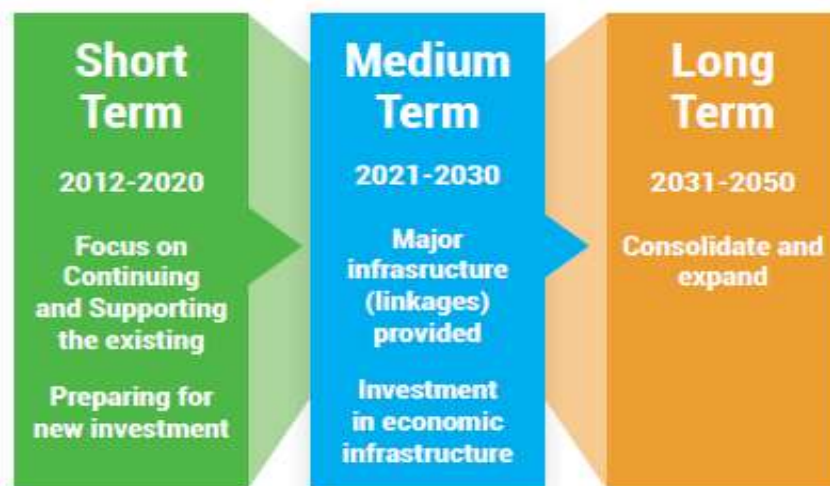 Short
Term
2012-2020
Focus on
Continuing
and Supporting
the existing
Preparing for
new investment
Medium
Term
2021-2030
Major
infrasructure
(linkages)
provided
Investment
in economic
infrastructure
Long
Term
2031-2050
Consolidate and
expand